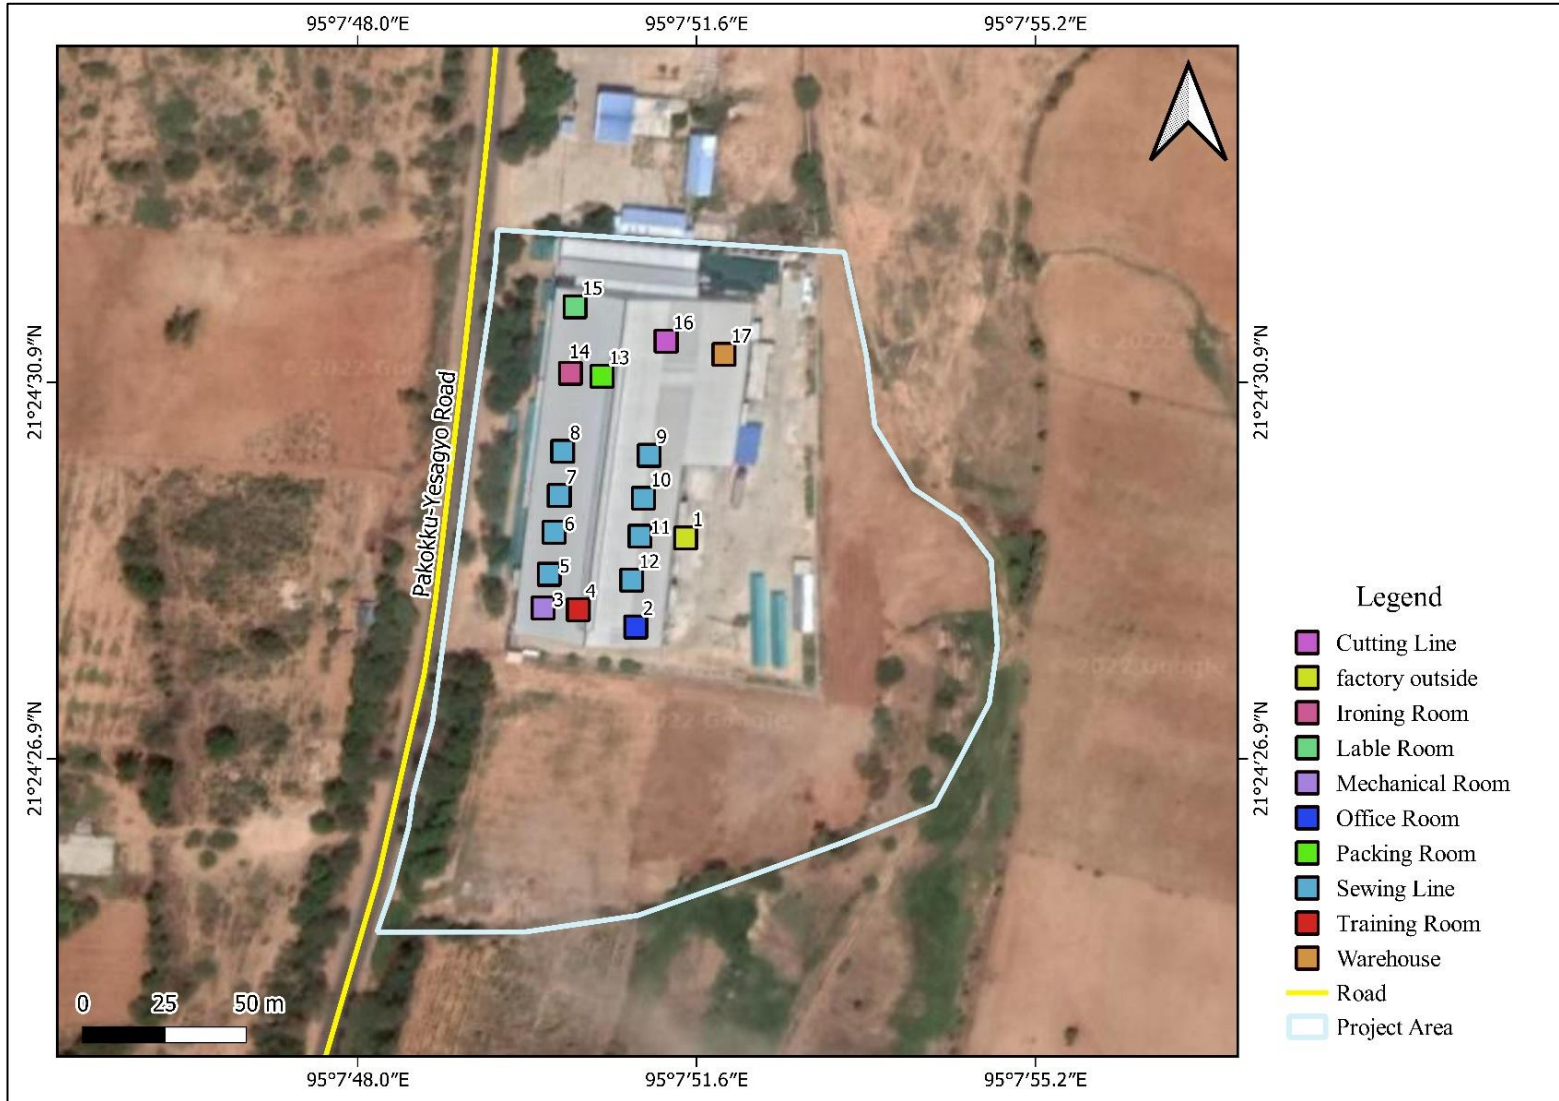 95°7′48.0″E
95°7′51.6″E
95°7′55.2″E
21°24′30.9″N
21°24′30.9″N
21°24′26.9″N
21°24′26.9″N
Pakokku-Yesagyo Road
15
16
17
14
13
8
9
7
10
6
11
1
5
12
3
4
2
0 25 50 m
95°7′48.0″E
95°7′51.6″E
95°7′55.2″E
Legend
Cutting Line
factory outside
Ironing Room
Lable Room
Mechanical Room
Office Room
Packing Room
Sewing Line
Training Room
Warehouse
Road
Project Area